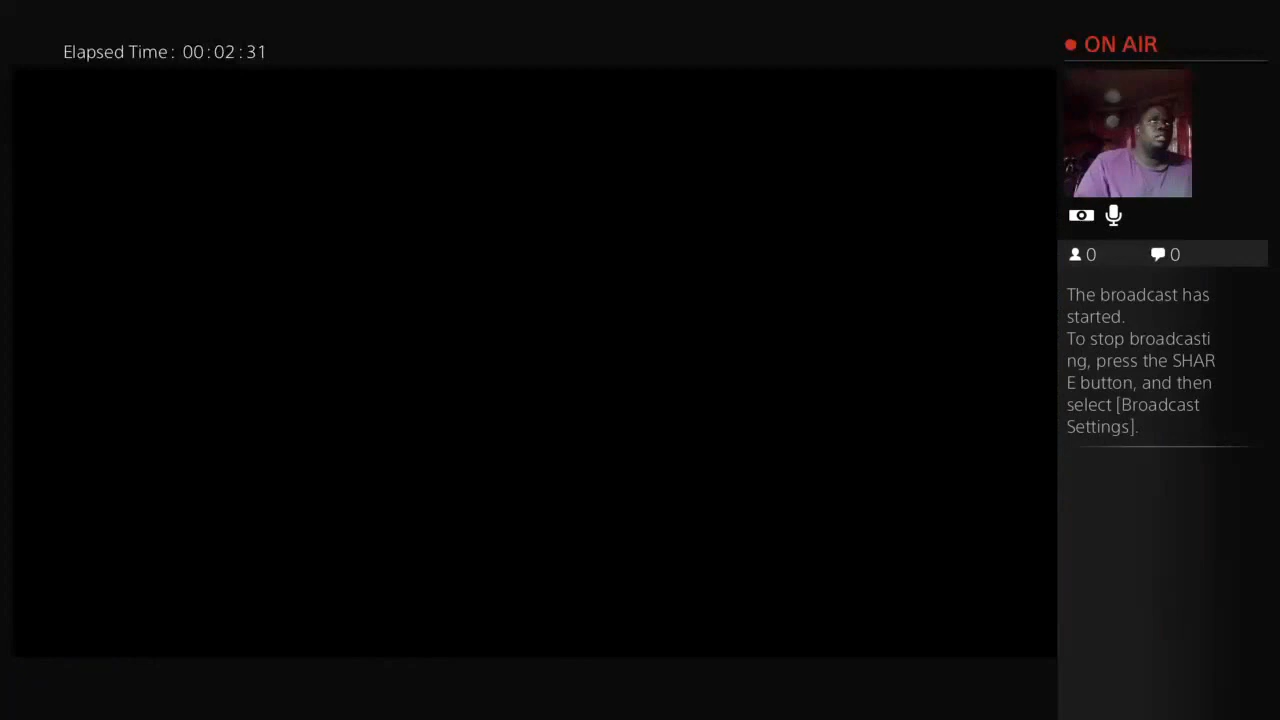 Elapsed Time: 00:02:31
ON AIR
0 0
The broadcast has
started.
To stop broadcasti
ng, press the SHAR
E button, and then
select [Broadcast
Settings].